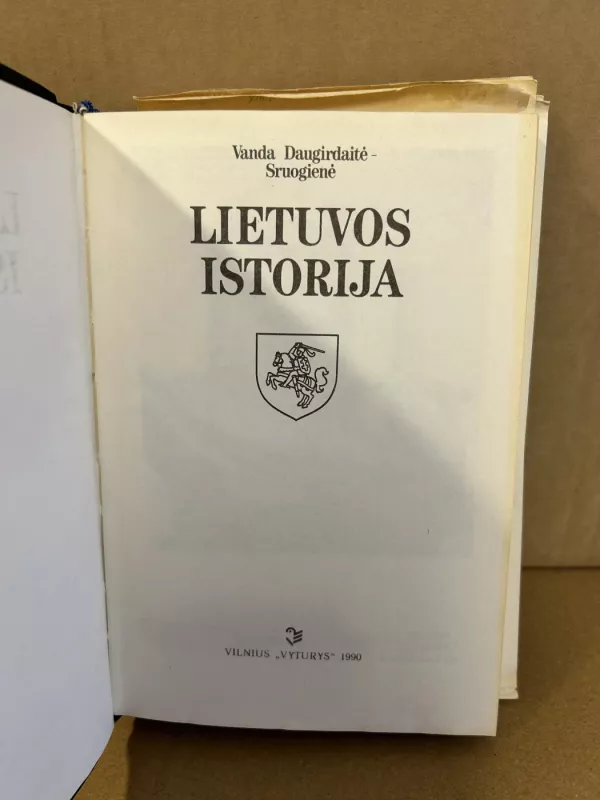 Vanda Daugirdaitė-
Sruogienė
LIETUVOS
ISTORIJA
VILNIUS „VYTURYS“ 1990